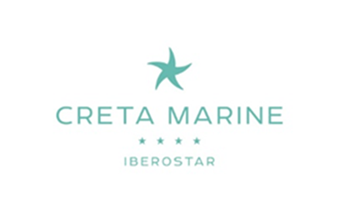 CRETA MARINE
★ ★ ★ ★
IBEROSTAR